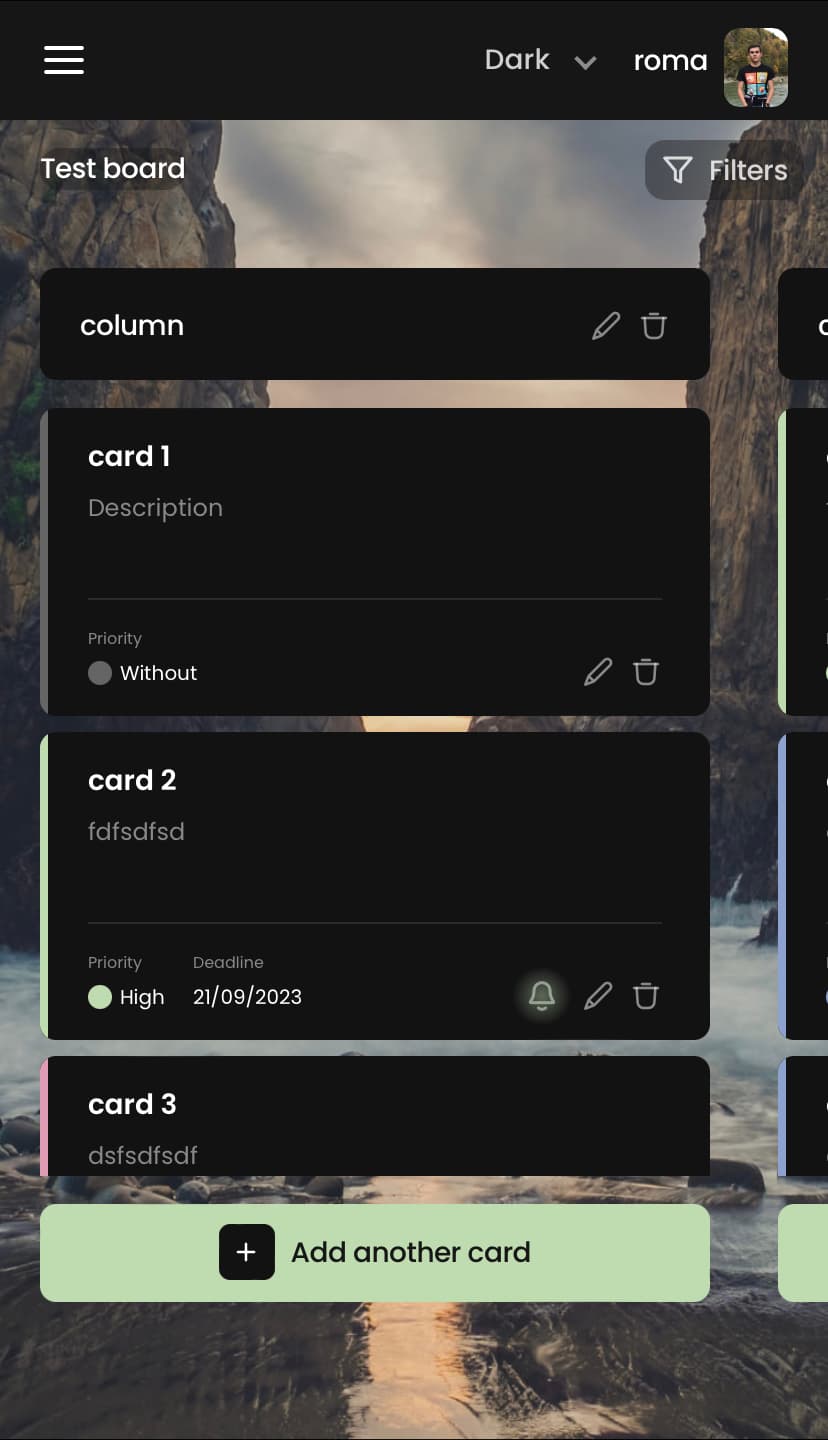 Dark roma
Test board Filters
column
card 1
Description
Priority
Without
card 2
fdfsdfsd
Priority Deadline
High 21/09/2023
card 3
dsfsdfsdf
Add another card